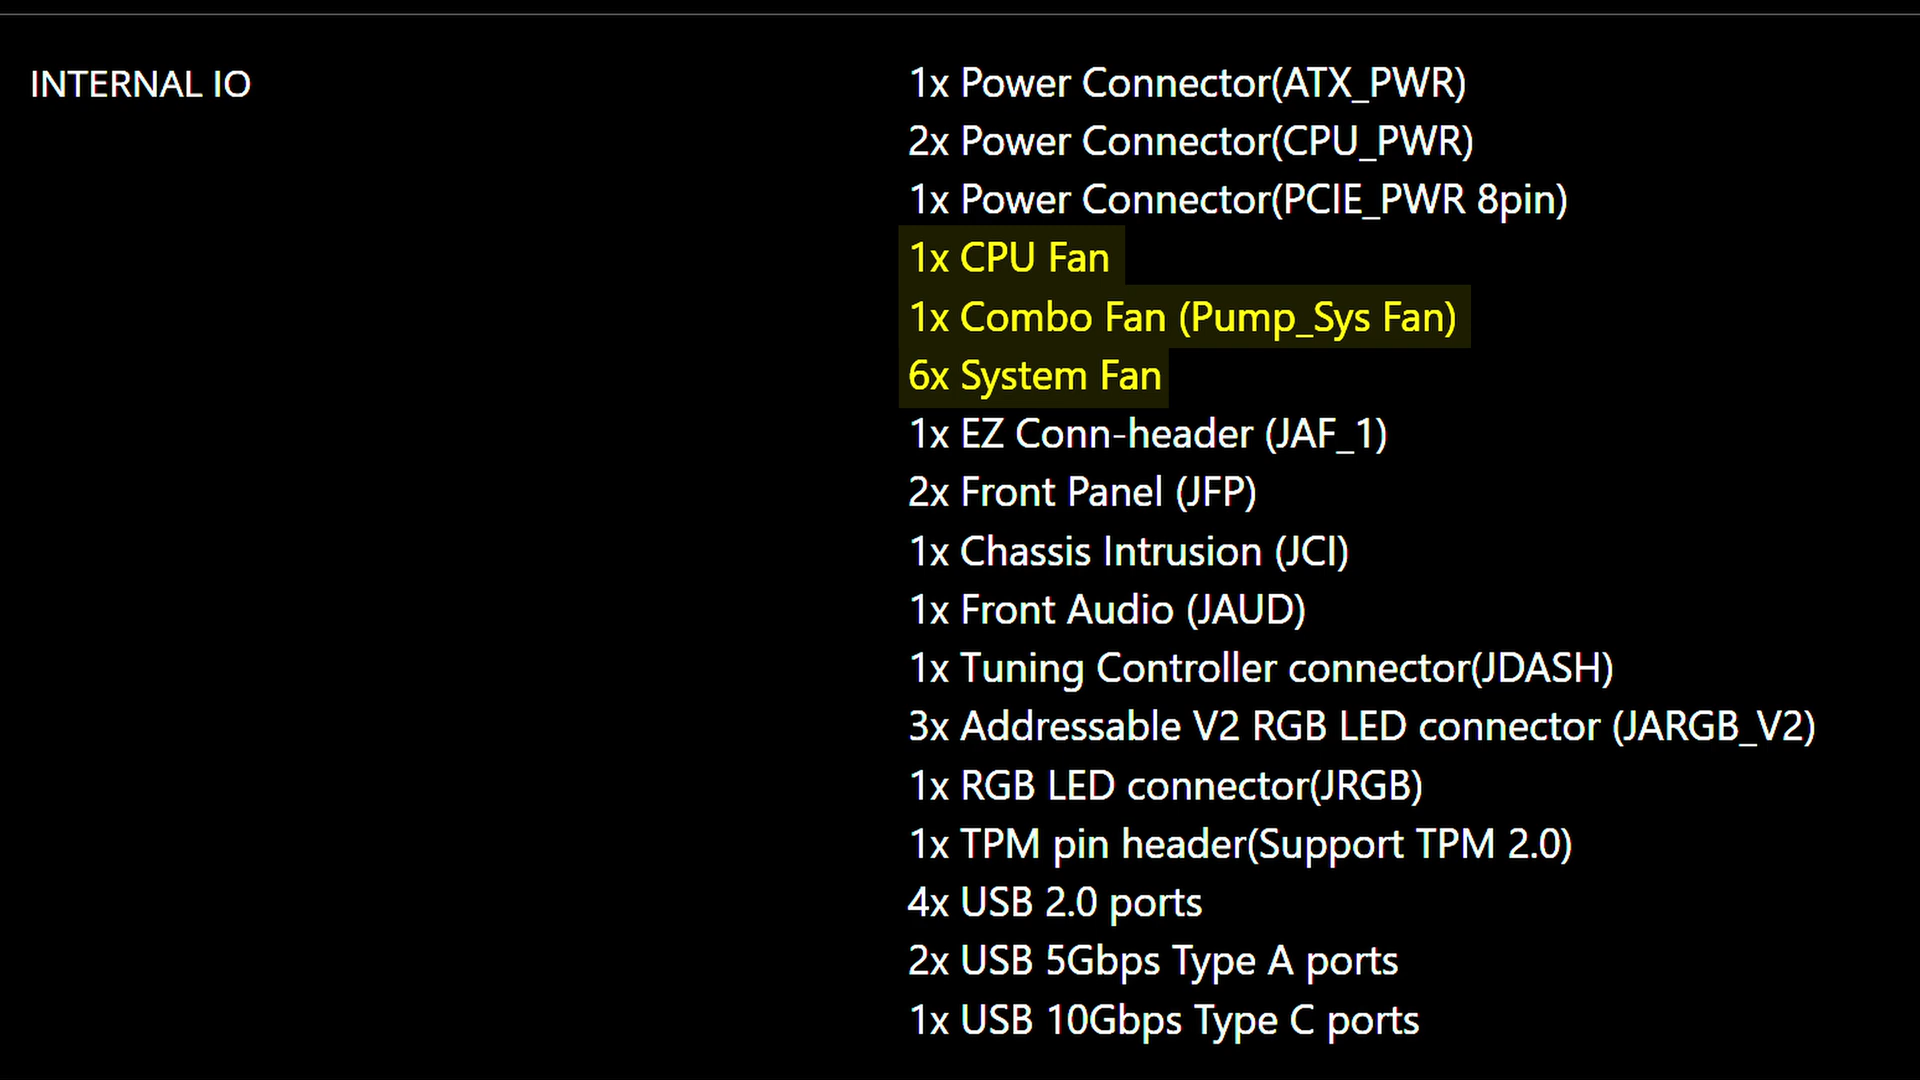 INTERNAL IO
1x Power Connector(ATX_PWR)
2x Power Connector(CPU_PWR)
1x Power Connector(PCIE_PWR 8pin)
1x CPU Fan
1x Combo Fan (Pump_Sys Fan)
6x System Fan
1x EZ Conn-header (JAF_1)
2x Front Panel (JFP)
1x Chassis Intrusion (JCI)
1x Front Audio (JAUD)
1x Tuning Controller connector(JDASH)
3x Addressable V2 RGB LED connector (JARGB_V2)
1x RGB LED connector(JRGB)
1x TPM pin header(Support TPM 2.0)
4x USB 2.0 ports
2x USB 5Gbps Type A ports
1x USB 10Gbps Type C ports